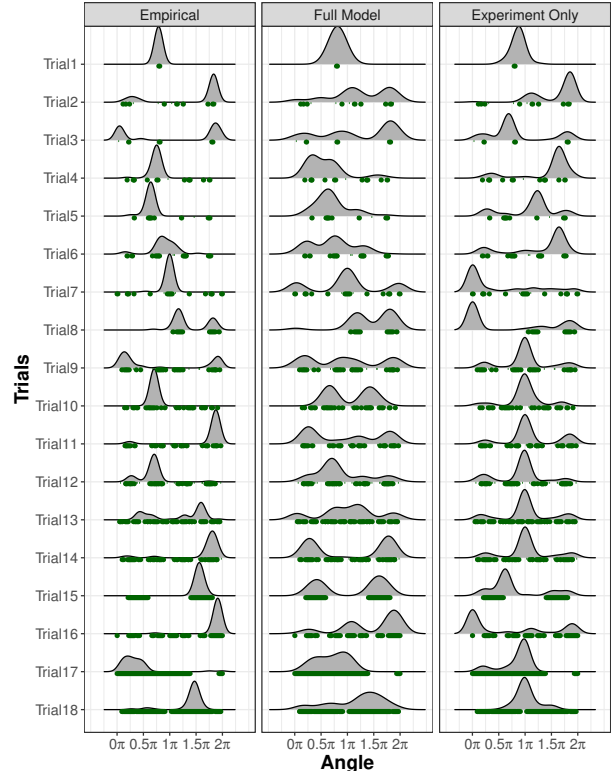 Empirical Full Model Experiment Only
Trials
Trial1
Trial2
Trial3
Trial4
Trial5
Trial6
Trial7
Trial8
Trial9
Trial10
Trial11
Trial12
Trial13
Trial14
Trial15
Trial16
Trial17
Trial18
0π 0.5π 1π 1.5π 2π 0π 0.5π 1π 1.5π 2π 0π 0.5π 1π 1.5π 2π
Angle